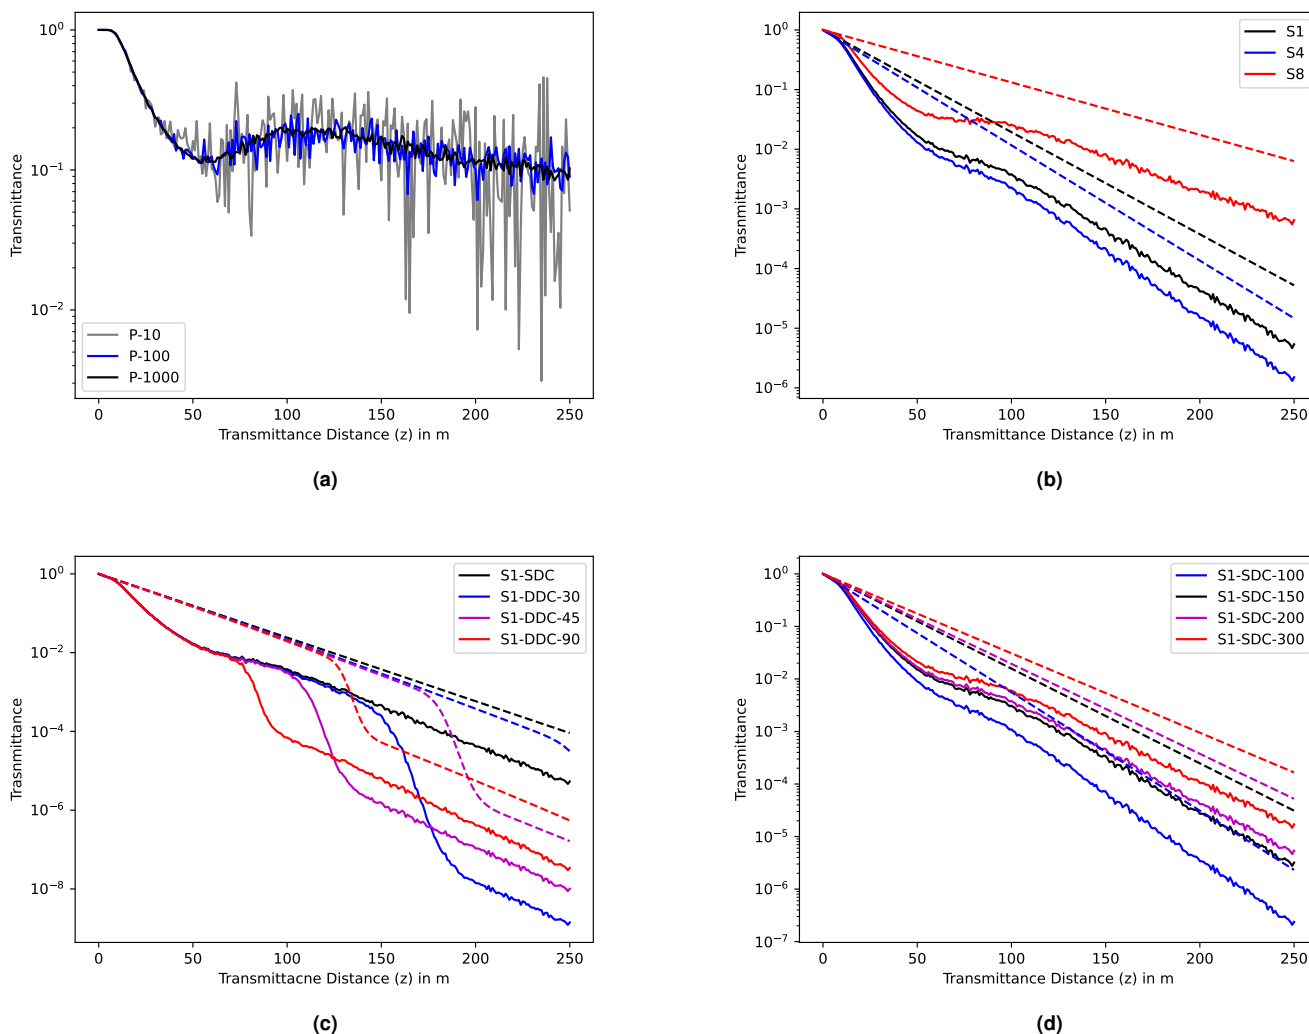 10^0
10^-1
10^-2
Transmittance
P-10
P-100
P-1000
0 50 100 150 200 250
Transmittance Distance (z) in m
(a)
10^0
10^-1
10^-2
10^-3
10^-4
10^-5
10^-6
Trasnmittance
S1
S4
S8
0 50 100 150 200 250
Transmittance Distance (z) in m
(b)
10^0
10^-2
10^-4
10^-6
10^-8
Trasnmittance
S1-SDC
S1-DDC-30
S1-DDC-45
S1-DDC-90
0 50 100 150 200 250
Transmittacne Distance (z) in m
(c)
10^0
10^-1
10^-2
10^-3
10^-4
10^-5
10^-6
10^-7
Trasnmittance
S1-SDC-100
S1-SDC-150
S1-SDC-200
S1-SDC-300
0 50 100 150 200 250
Transmittance Distance (z) in m
(d)